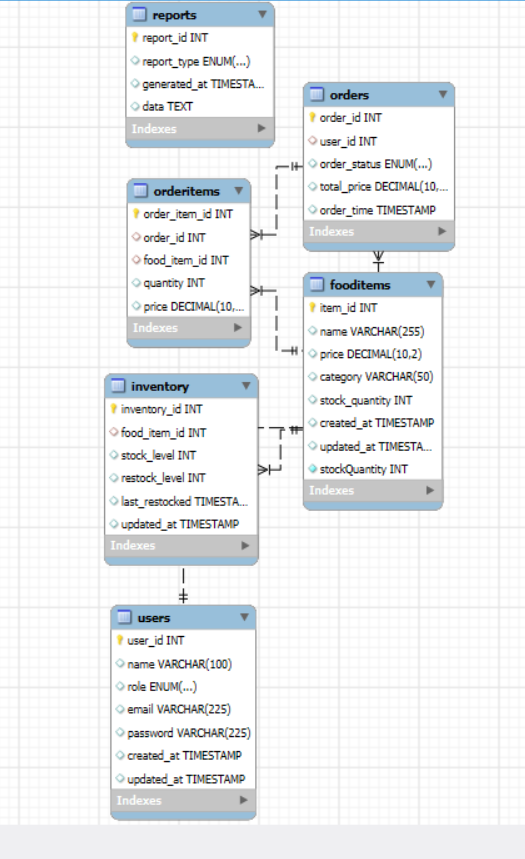 reports
report_id INT
report_type ENUM(...)
generated_at TIMESTA...
data TEXT
Indexes
orders
order_id INT
user_id INT
order_status ENUM(...)
total_price DECIMAL(10,...
order_time TIMESTAMP
Indexes
orderitems
order_item_id INT
order_id INT
food_item_id INT
quantity INT
price DECIMAL(10,...
Indexes
fooditems
item_id INT
name VARCHAR(255)
price DECIMAL(10,2)
category VARCHAR(50)
stock_quantity INT
created_at TIMESTAMP
updated_at TIMESTA...
stockQuantity INT
Indexes
inventory
inventory_id INT
food_item_id INT
stock_level INT
restock_level INT
last_restocked TIMESTA...
updated_at TIMESTAMP
Indexes
users
user_id INT
name VARCHAR(100)
role ENUM(...)
email VARCHAR(225)
password VARCHAR(225)
created_at TIMESTAMP
updated_at TIMESTAMP
Indexes